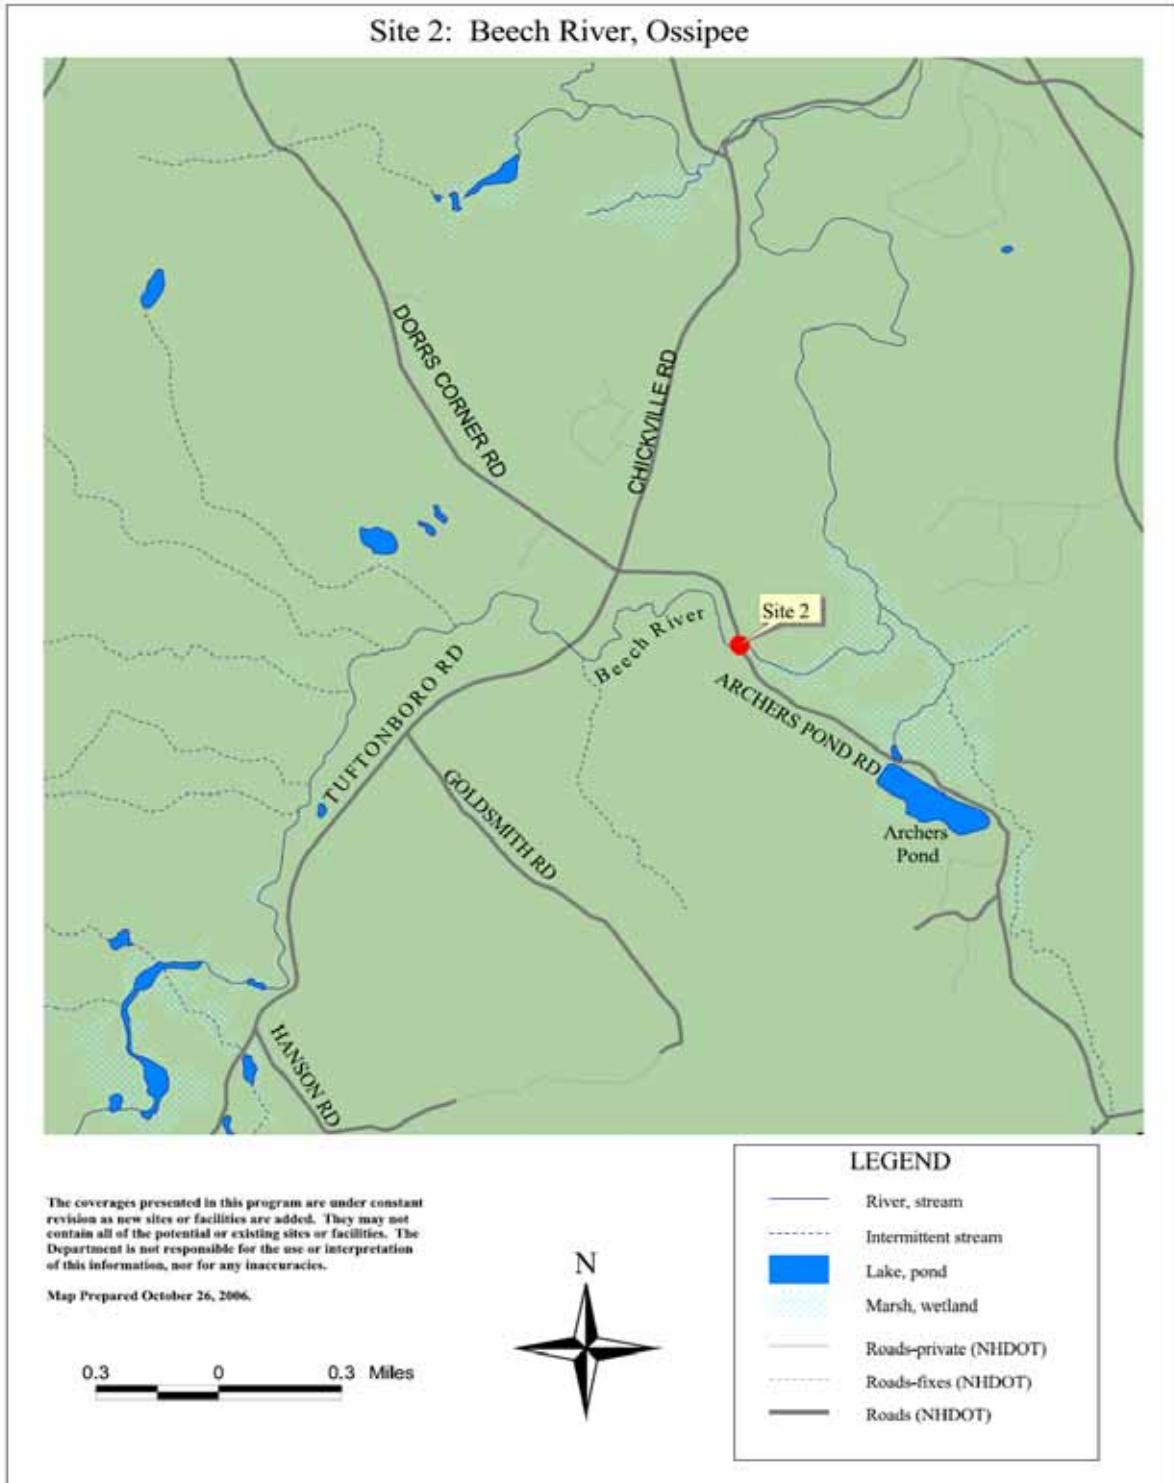 Site 2: Beech River, Ossipee
DORRS CORNER RD
CHICKVILLE RD
Site 2
Beech River
TUFTONBORO RD
ARCHERS POND RD
GOLDSMITH RD
Archers
Pond
HANSON RD
The coverages presented in this program are under constant
revision as new sites or facilities are added. They may not
contain all of the potential or existing sites or facilities. The
Department is not responsible for the use or interpretation
of this information, nor for any inaccuracies.
Map Prepared October 26, 2006.
0.3 0 0.3 Miles
N
LEGEND
River, stream
Intermittent stream
Lake, pond
Marsh, wetland
Roads-private (NHDOT)
Roads-fixes (NHDOT)
Roads (NHDOT)